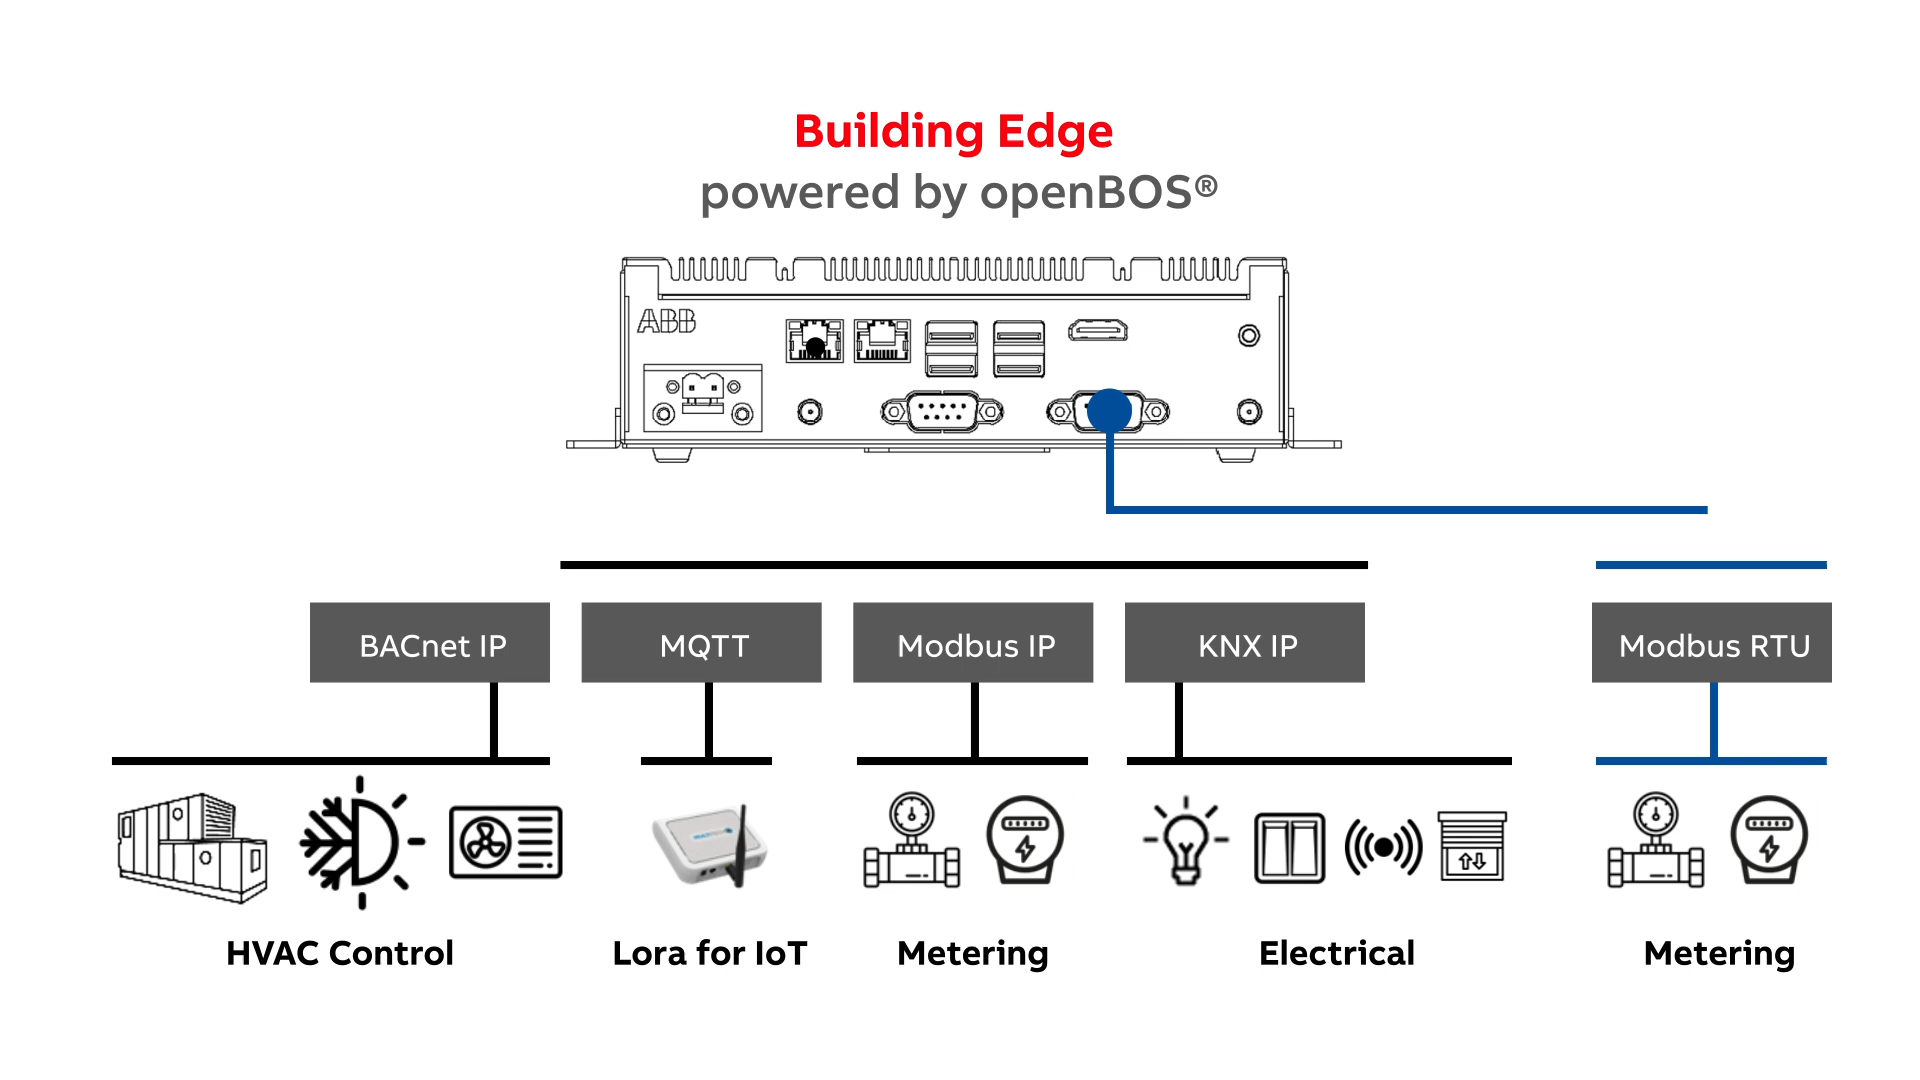 Building Edge
powered by openBOS®
ABB
BACnet IP
MQTT
Modbus IP
KNX IP
Modbus RTU
HVAC Control
Lora for IoT
Metering
Electrical
Metering